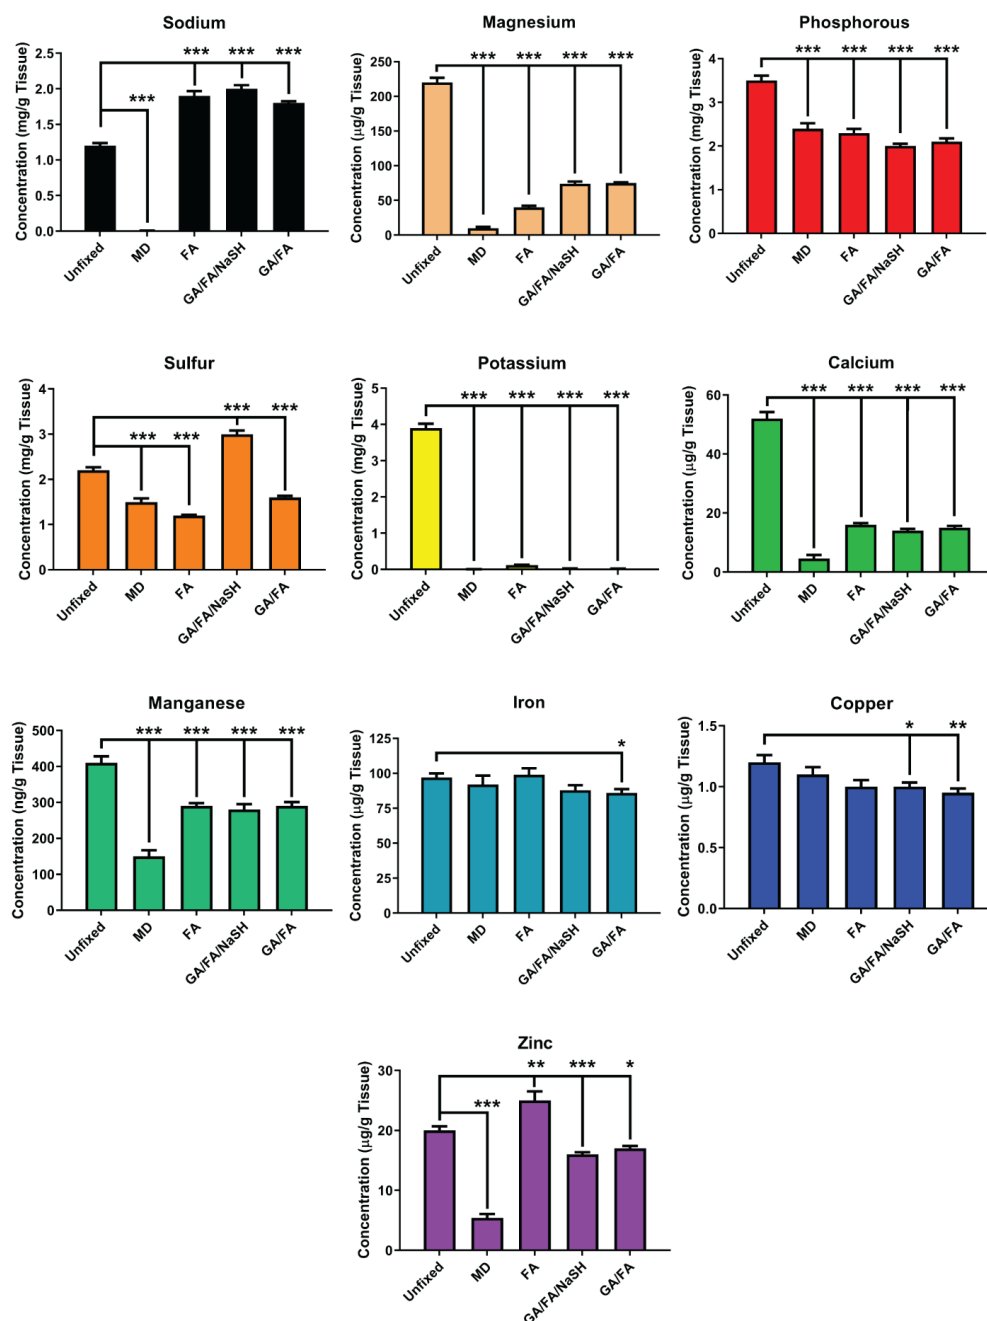 Sodium
Concentration (mg/g Tissue)
2.5
2.0
1.5
1.0
0.5
0.0
***
***
***
***
Unfixed
MD
FA
GA/FA/NaSH
GA/FA
Magnesium
Concentration (µg/g Tissue)
250
200
150
100
50
0
***
***
***
***
Unfixed
MD
FA
GA/FA/NaSH
GA/FA
Phosphorous
Concentration (mg/g Tissue)
4
3
2
1
0
***
***
***
***
Unfixed
MD
FA
GA/FA/NaSH
GA/FA
Sulfur
Concentration (mg/g Tissue)
4
3
2
1
0
***
***
***
***
Unfixed
MD
FA
GA/FA/NaSH
GA/FA
Potassium
Concentration (mg/g Tissue)
5
4
3
2
1
0
***
***
***
***
Unfixed
MD
FA
GA/FA/NaSH
GA/FA
Calcium
Concentration (µg/g Tissue)
60
40
20
0
***
***
***
***
Unfixed
MD
FA
GA/FA/NaSH
GA/FA
Manganese
Concentration (ng/g Tissue)
500
400
300
200
100
0
***
***
***
***
Unfixed
MD
FA
GA/FA/NaSH
GA/FA
Iron
Concentration (µg/g Tissue)
125
100
75
50
25
0
*
Unfixed
MD
FA
GA/FA/NaSH
GA/FA
Copper
Concentration (µg/g Tissue)
1.5
1.0
0.5
0.0
*
**
Unfixed
MD
FA
GA/FA/NaSH
GA/FA
Zinc
Concentration (µg/g Tissue)
30
20
10
0
***
**
***
*
Unfixed
MD
FA
GA/FA/NaSH
GA/FA